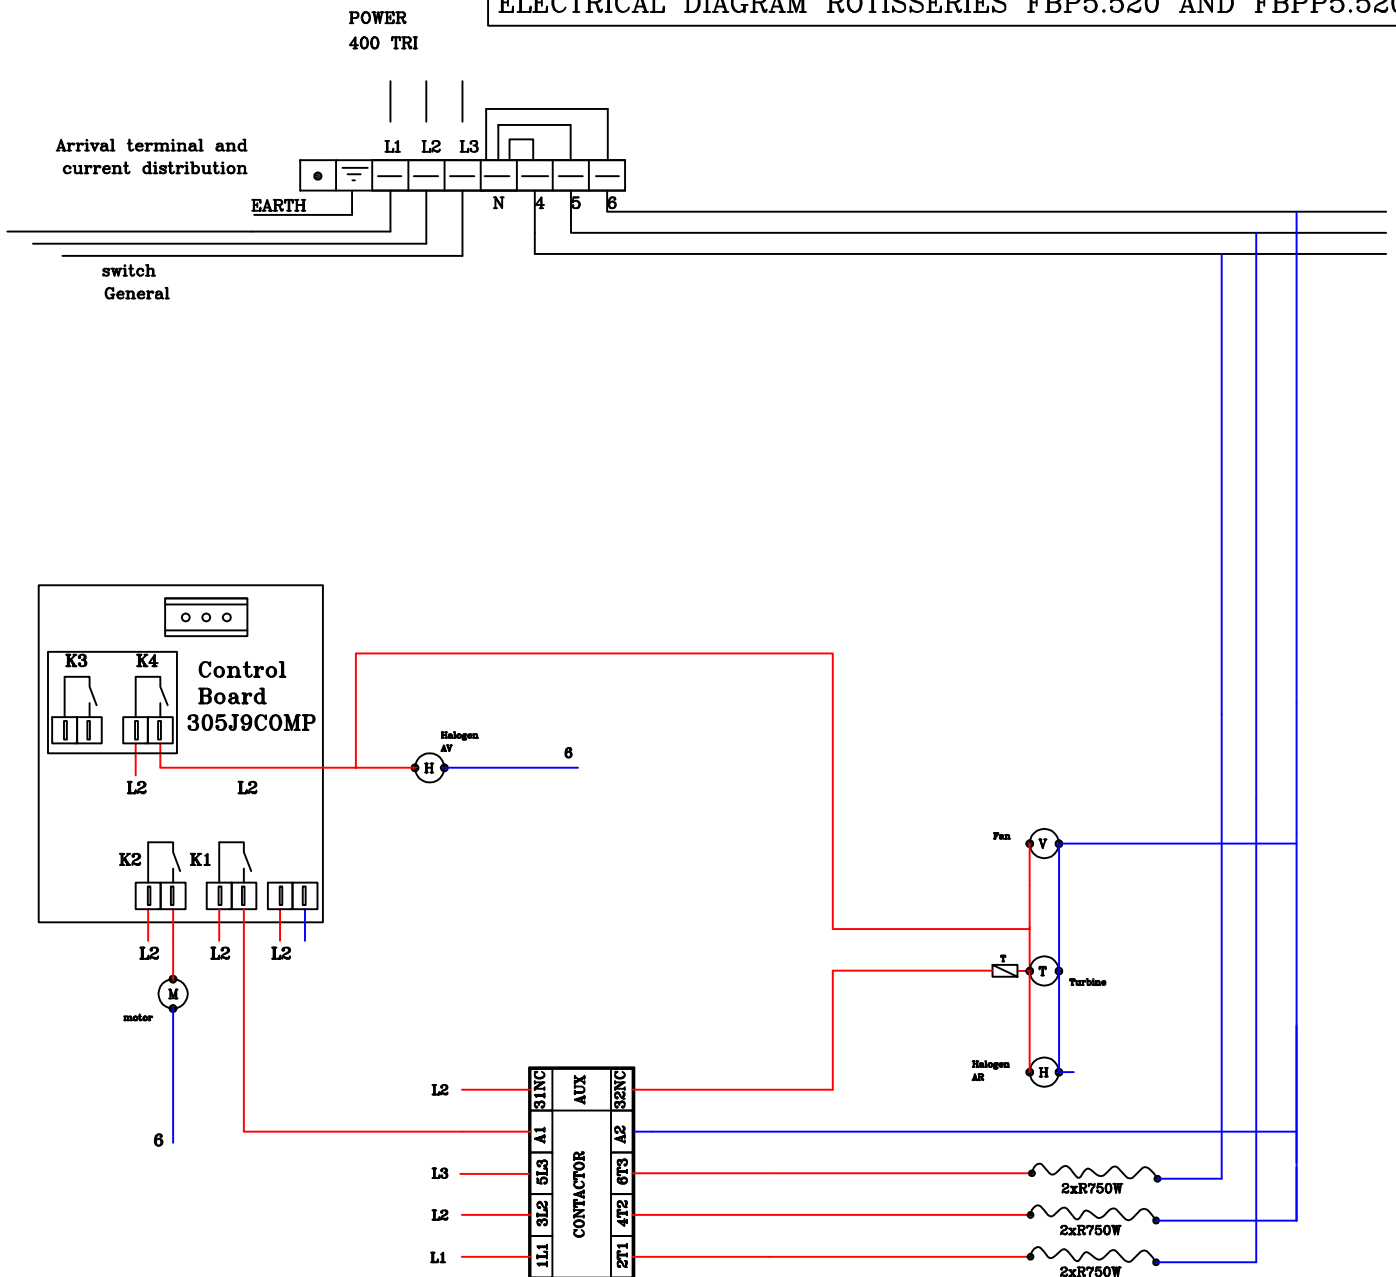 ELECTRICAL DIAGRAM ROTISSERIES FBP5.520 AND FBPP5.520
POWER
400 TRI
Arrival terminal and
current distribution
L1 L2 L3
EARTH
N 4 5 6
switch
General
K3 K4
Control
Board
305J9COMP
Halogen
AV
H
6
L2 L2
K2 K1
Fan
V
L2 L2 L2
M
motor
T
T
Turbine
Halogen
AR
H
6
L2 31NC AUX 32NC
A1 A2
L3 5L3 6T3
2xR750W
CONTACTOR
L2 3L2 4T2
2xR750W
L1 1L1 2T1
2xR750W